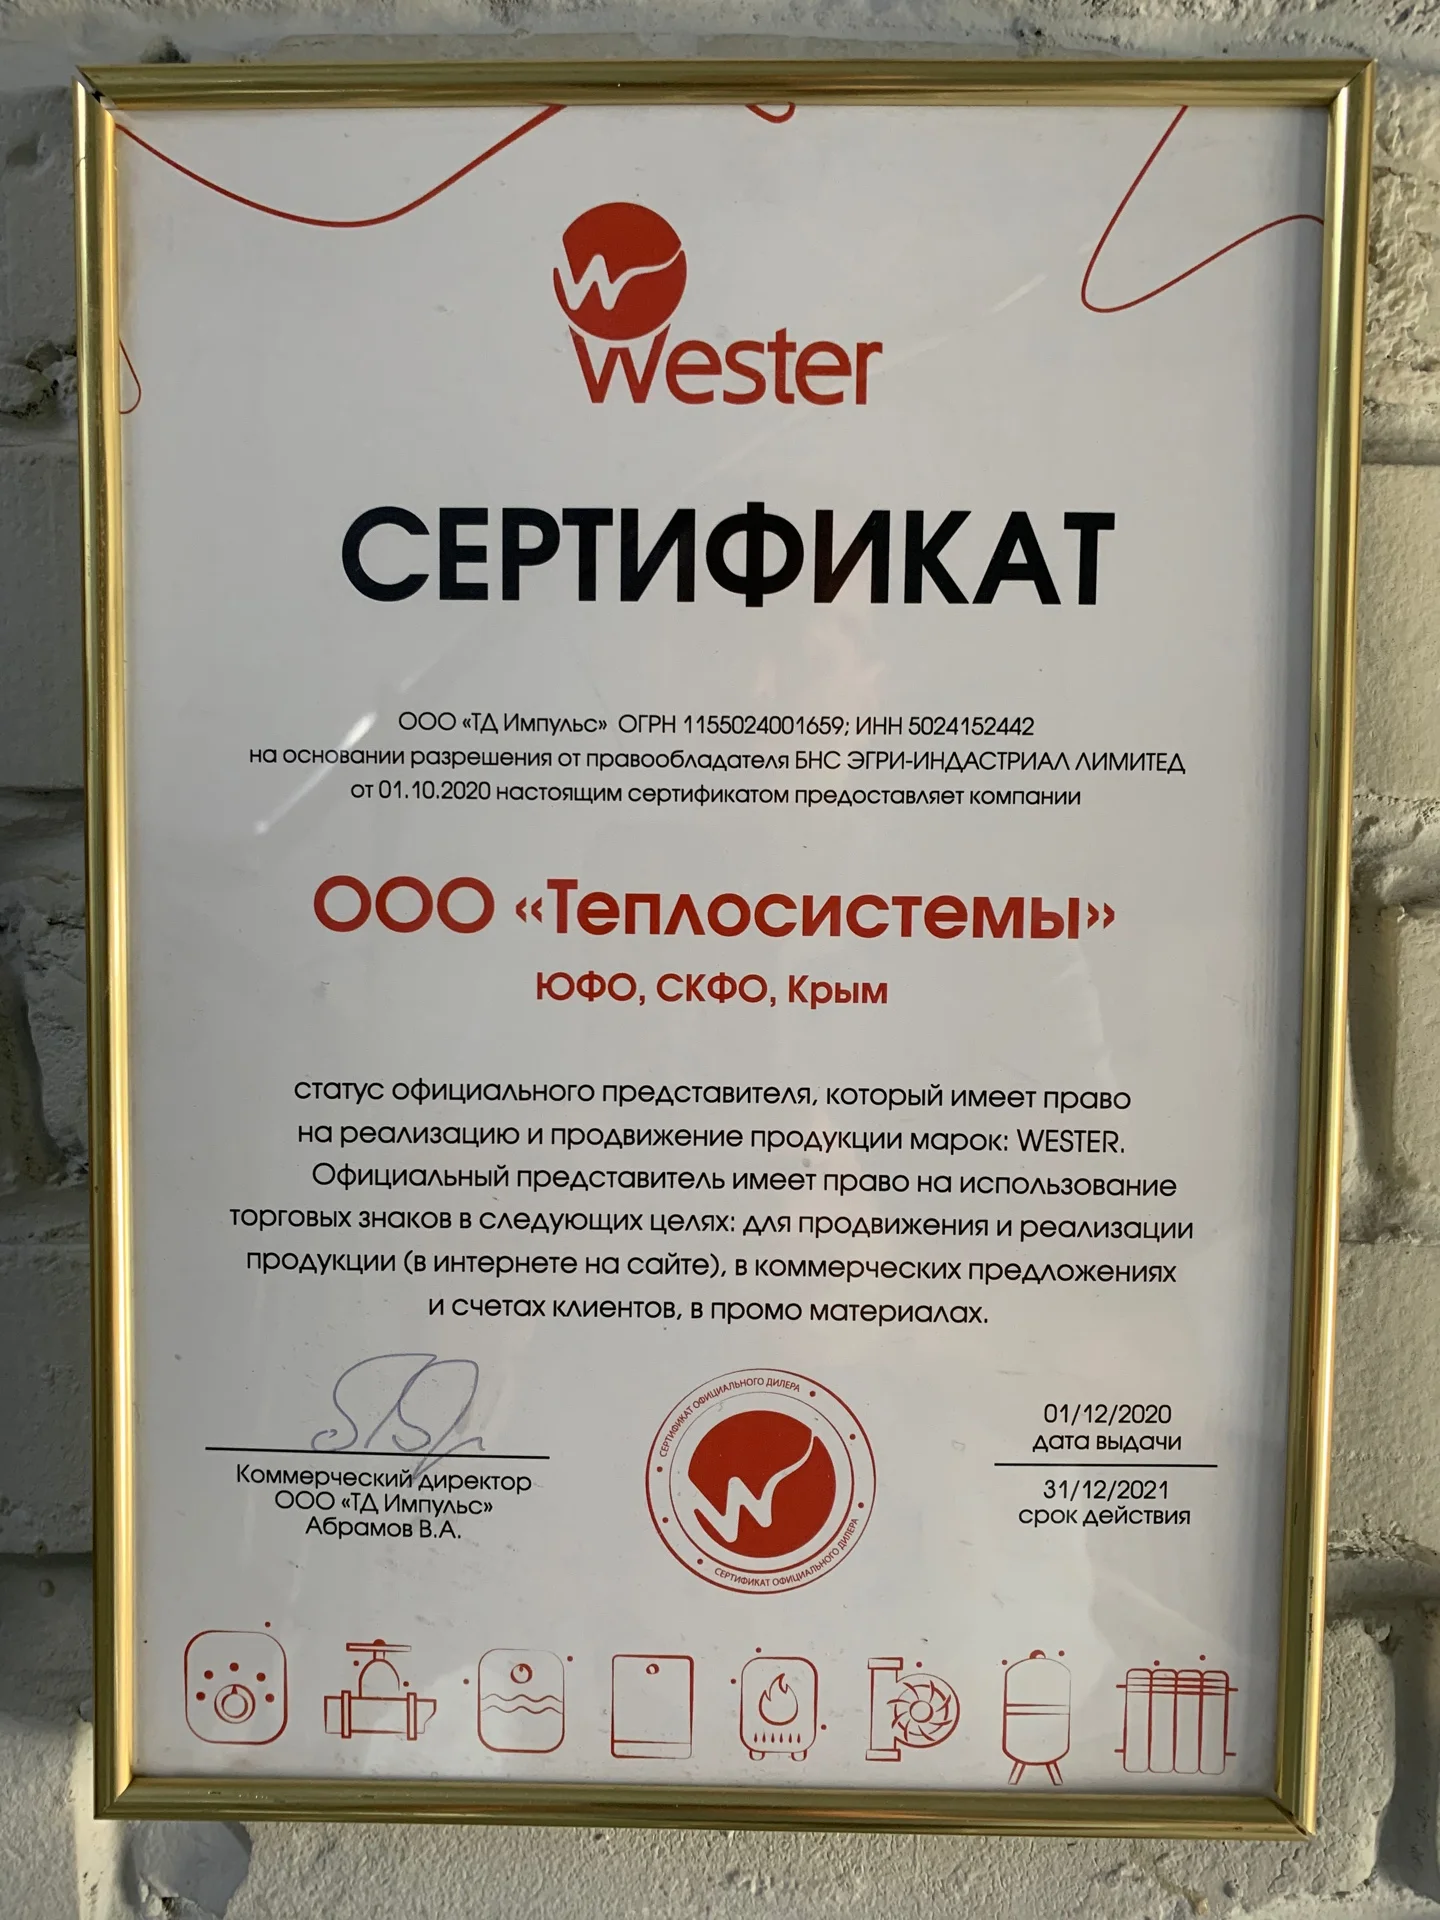 Wester
СЕРТИФИКАТ
ООО «ТД Импульс» ОГРН 1155024001659; ИНН 5024152442
на основании разрешения от правообладателя БНС ЭГРИ-ИНДАСТРИАЛ ЛИМИТЕД
от 01.10.2020 настоящим сертификатом предоставляет компании
ООО «Теплосистемы»
ЮФО, СКФО, Крым
статус официального представителя, который имеет право
на реализацию и продвижение продукции марок: WESTER.
Официальный представитель имеет право на использование
торговых знаков в следующих целях: для продвижения и реализации
продукции (в интернете на сайте), в коммерческих предложениях
и счетах клиентов, в промо материалах.
Коммерческий директор
ООО «ТД Импульс»
Абрамов В.А.
СЕРТИФИКАТ ОФИЦИАЛЬНОГО ДИЛЕРА
СЕРТИФИКАТ ОФИЦИАЛЬНОГО ДИЛЕРА
01/12/2020
дата выдачи
31/12/2021
срок действия